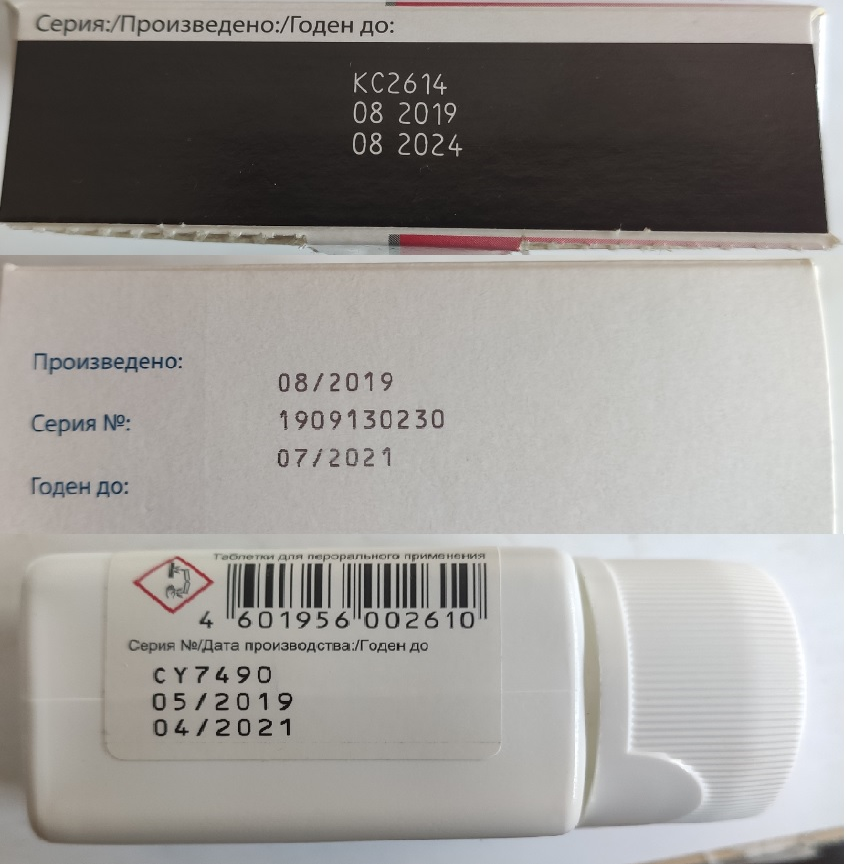 Серия:/Произведено:/Годен до:
KC2614
08 2019
08 2024
Произведено:
08/2019
Серия №:
1909130230
07/2021
Годен до:
Таблетки для перорального применения
4 601956 002610
Серия №/Дата производства:/Годен до
CY7490
05/2019
04/2021